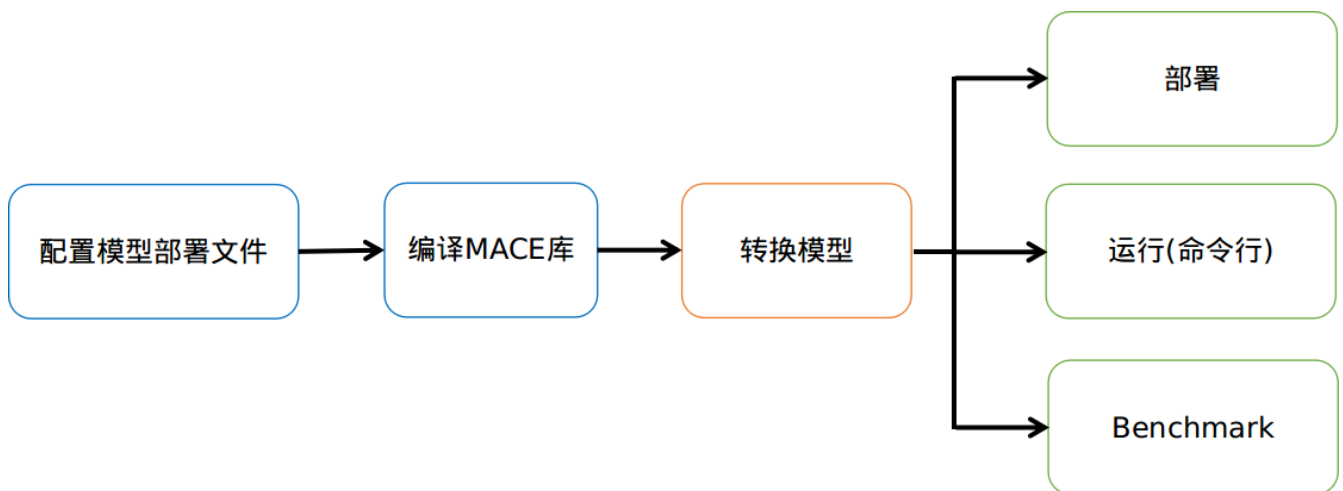 配置模型部署文件
编译MACE库
转换模型
部署
运行(命令行)
Benchmark